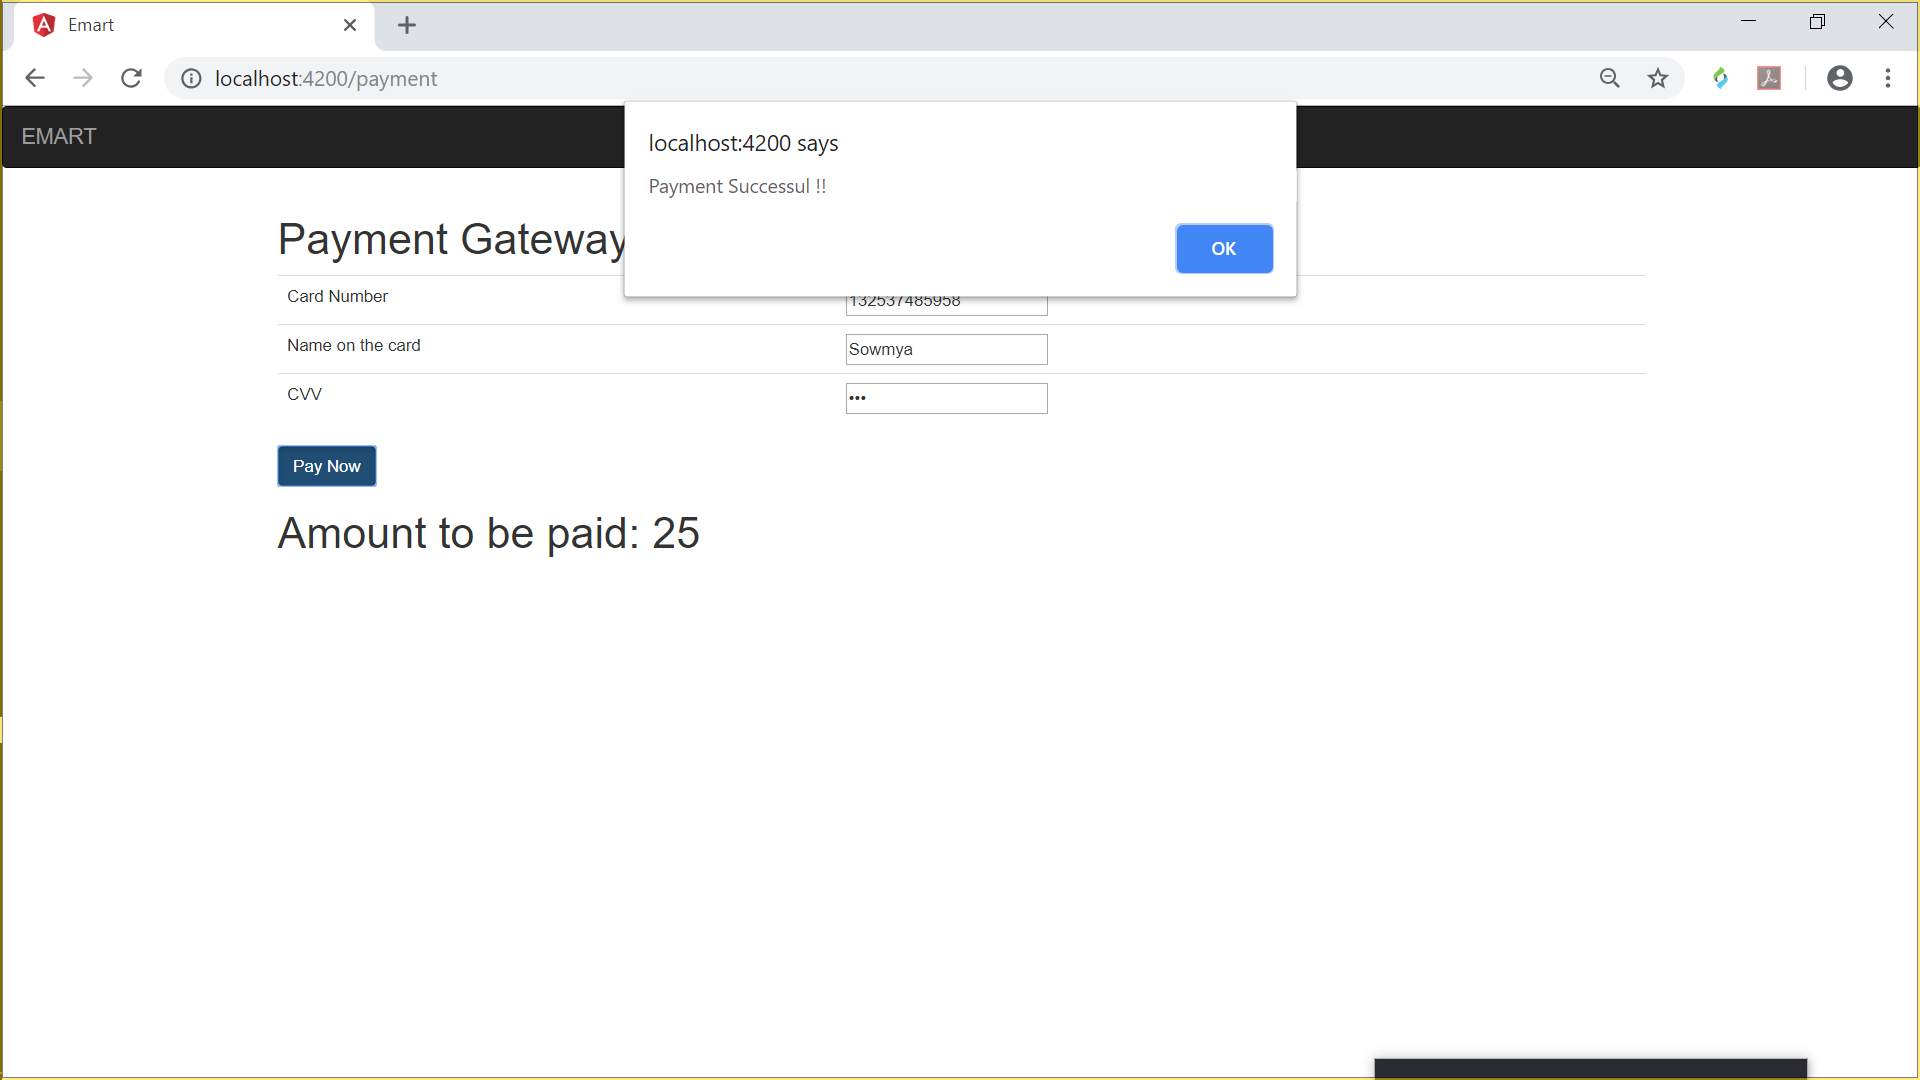 Emart
localhost:4200/payment
EMART
localhost:4200 says
Payment Successul !!
OK
Payment Gateway
Card Number
132537485958
Name on the card
Sowmya
CVV
•••
Pay Now
Amount to be paid: 25